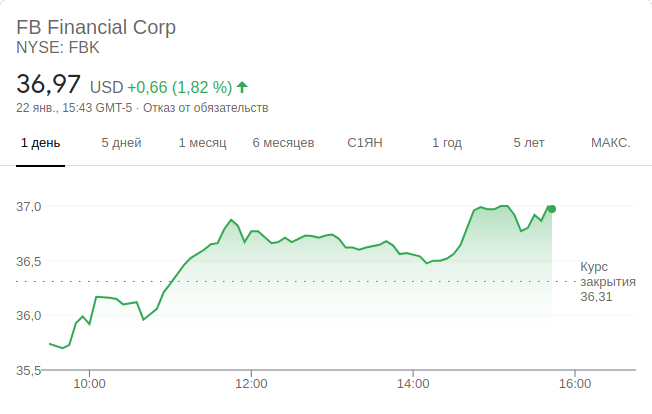 FB Financial Corp
NYSE: FBK
36,97 USD +0,66 (1,82 %)
22 янв., 15:43 GMT-5 · Отказ от обязательств
1 день 5 дней 1 месяц 6 месяцев С1ЯН 1 год 5 лет МАКС.
37,0
36,5
Курс
закрытия
36,31
36,0
35,5
10:00 12:00 14:00 16:00